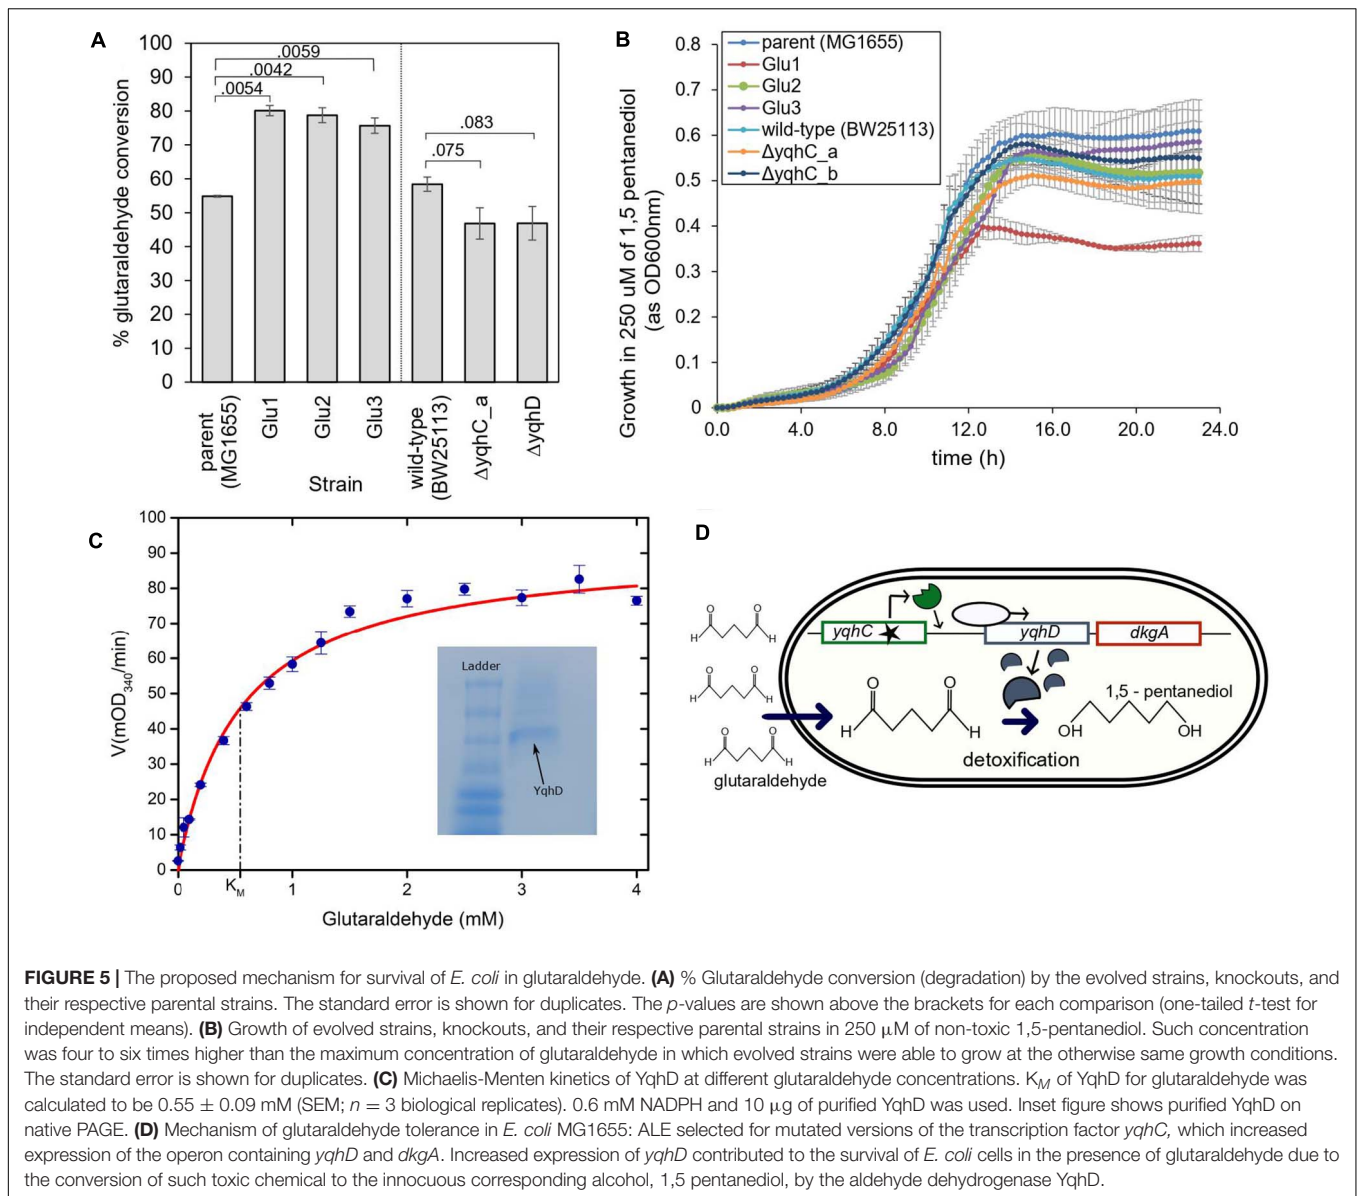 A
100
90
80
70
60
50
40
30
20
10
0
% glutaraldehyde conversion
.0059
.0042
.0054
.083
.075
parent
(MG1655)
Glu1
Glu2
Glu3
wild-type
(BW25113)
ΔyqhC_a
ΔyqhD
Strain
B
0.8
0.7
0.6
0.5
0.4
0.3
0.2
0.1
0
Growth in 250 uM of 1,5 pentanediol
(as OD600nm)
parent (MG1655)
Glu1
Glu2
Glu3
wild-type (BW25113)
ΔyqhC_a
ΔyqhC_b
0.0 4.0 8.0 12.0 16.0 20.0 24.0
time (h)
C
100
90
80
70
60
50
40
30
20
10
0
V(mOD340/min)
Ladder
YqhD
0 KM 1 2 3 4
Glutaraldehyde (mM)
D
O O
H H
O O
H H
O O
H H
glutaraldehyde
yqhC yqhD dkgA
O O
H H
1,5 - pentanediol
OH OH
detoxification
FIGURE 5 | The proposed mechanism for survival of E. coli in glutaraldehyde. (A) % Glutaraldehyde conversion (degradation) by the evolved strains, knockouts, and
their respective parental strains. The standard error is shown for duplicates. The p-values are shown above the brackets for each comparison (one-tailed t-test for
independent means). (B) Growth of evolved strains, knockouts, and their respective parental strains in 250 μM of non-toxic 1,5-pentanediol. Such concentration
was four to six times higher than the maximum concentration of glutaraldehyde in which evolved strains were able to grow at the otherwise same growth conditions.
The standard error is shown for duplicates. (C) Michaelis-Menten kinetics of YqhD at different glutaraldehyde concentrations. KM of YqhD for glutaraldehyde was
calculated to be 0.55 ± 0.09 mM (SEM; n = 3 biological replicates). 0.6 mM NADPH and 10 μg of purified YqhD was used. Inset figure shows purified YqhD on
native PAGE. (D) Mechanism of glutaraldehyde tolerance in E. coli MG1655: ALE selected for mutated versions of the transcription factor yqhC, which increased
expression of the operon containing yqhD and dkgA. Increased expression of yqhD contributed to the survival of E. coli cells in the presence of glutaraldehyde due to
the conversion of such toxic chemical to the innocuous corresponding alcohol, 1,5 pentanediol, by the aldehyde dehydrogenase YqhD.